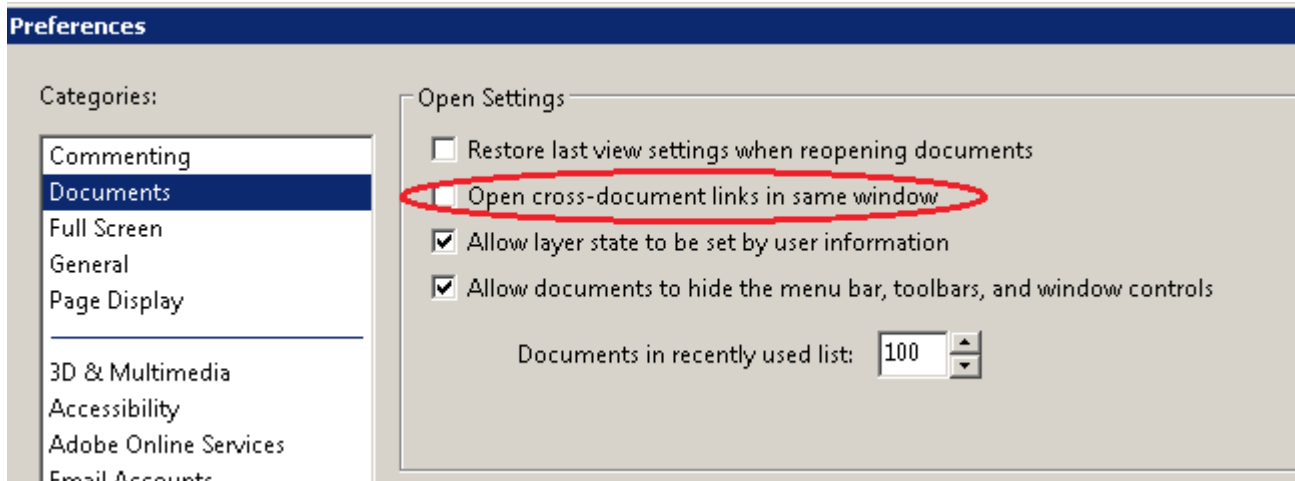 Preferences
Categories:
Commenting
Documents
Full Screen
General
Page Display
3D & Multimedia
Accessibility
Adobe Online Services
Email Accounts
Open Settings
Restore last view settings when reopening documents
Open cross-document links in same window
Allow layer state to be set by user information
Allow documents to hide the menu bar, toolbars, and window controls
Documents in recently used list: 100